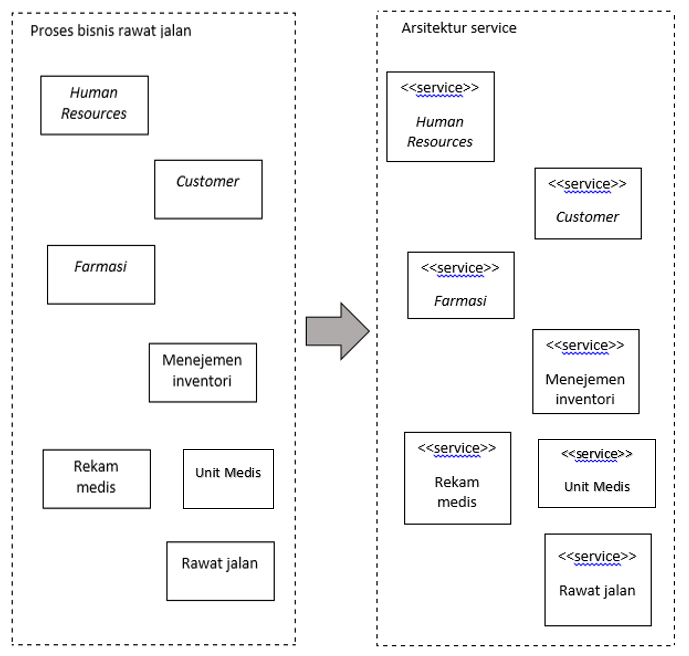 Proses bisnis rawat jalan
Human
Resources
Customer
Farmasi
Menejemen
inventori
Rekam
medis
Unit Medis
Rawat jalan
Arsitektur service
<<service>>
Human
Resources
<<service>>
Customer
<<service>>
Farmasi
<<service>>
Menejemen
inventori
<<service>>
Rekam
medis
<<service>>
Unit Medis
<<service>>
Rawat jalan